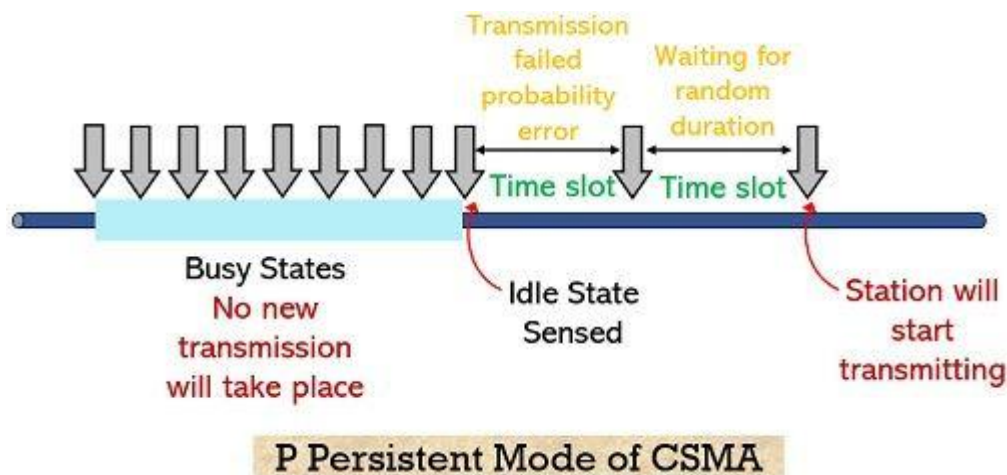 Transmission
failed
probability
error
Waiting for
random
duration
Time slot
Time slot
Busy States
No new
transmission
will take place
Idle State
Sensed
Station will
start
transmitting
P Persistent Mode of CSMA